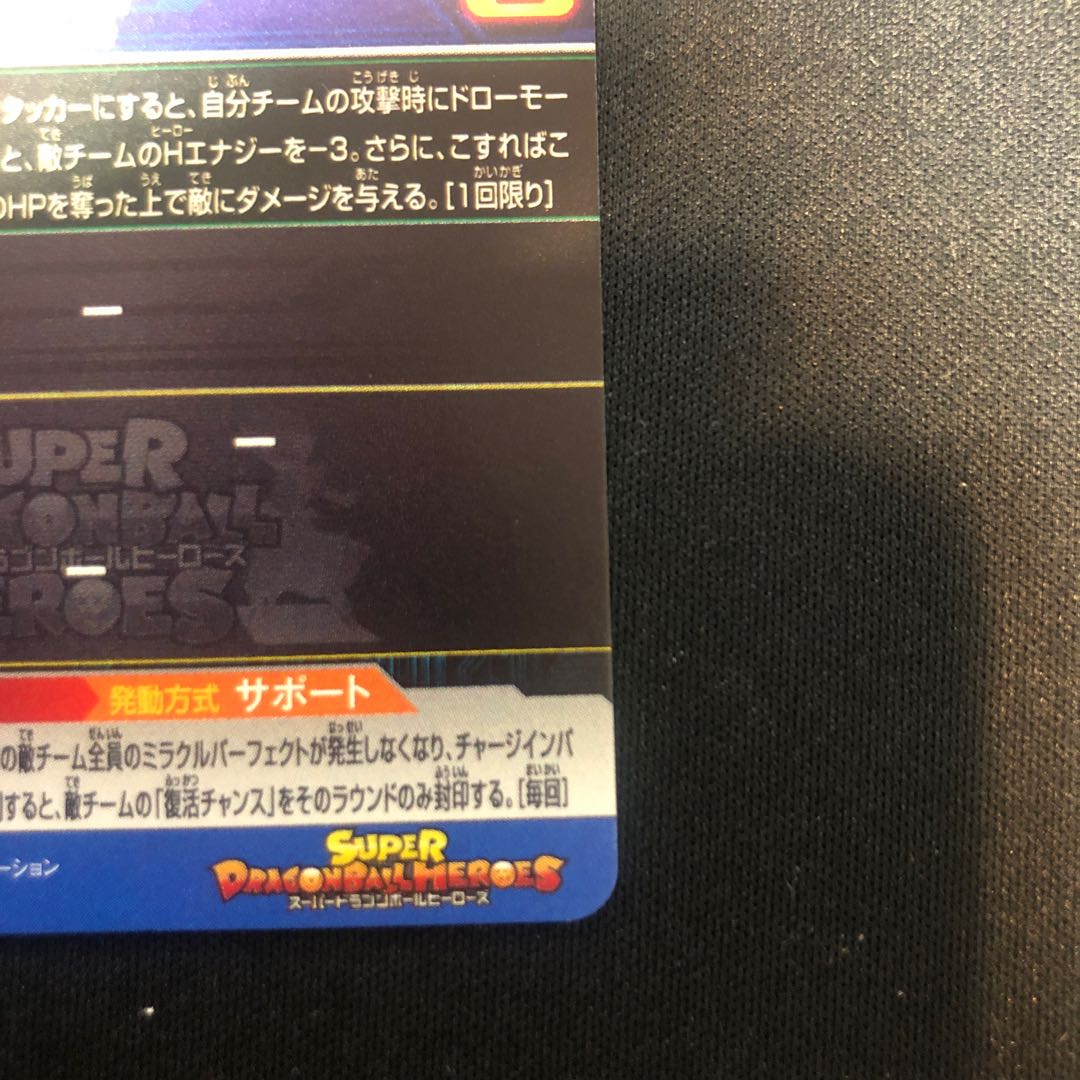 タッカーにすると、自分チームの攻撃時にドローモー
と、敵チームのHエナジーを−3。さらに、こすればこ
HPを奪った上で敵にダメージを与える。[1回限り]
SUPER
DRAGONBALL
スーパードラゴンボールヒーローズ
HEROES
発動方式 サポート
の敵チーム全員のミラクルパーフェクトが発生しなくなり、チャージインパ
すると、敵チームの「復活チャンス」をそのラウンドのみ封印する。[毎回]
ーション
SUPER
DRAGONBALL HEROES
スーパードラゴンボールヒーローズ